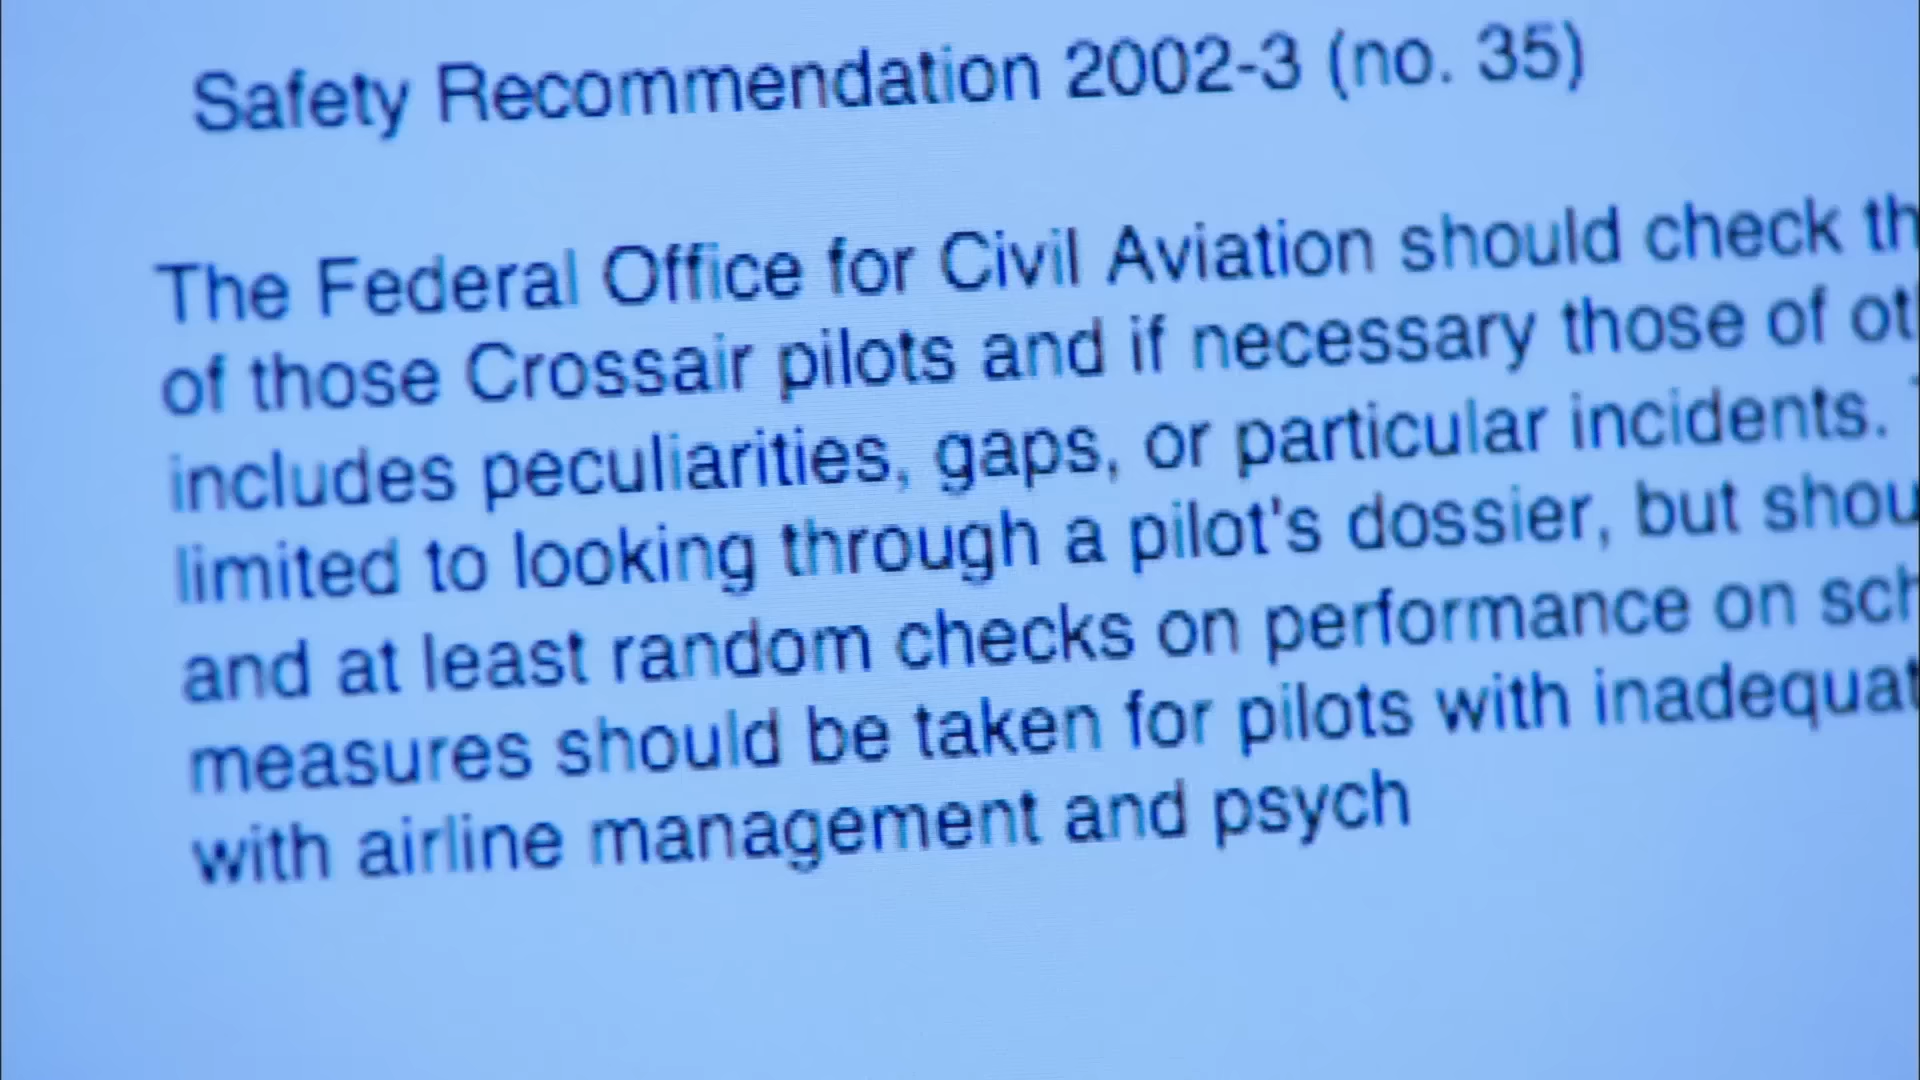 Safety Recommendation 2002-3 (no. 35)
The Federal Office for Civil Aviation should check th
of those Crossair pilots and if necessary those of ot
includes peculiarities, gaps, or particular incidents.
limited to looking through a pilot's dossier, but shou
and at least random checks on performance on sch
measures should be taken for pilots with inadequat
with airline management and psych